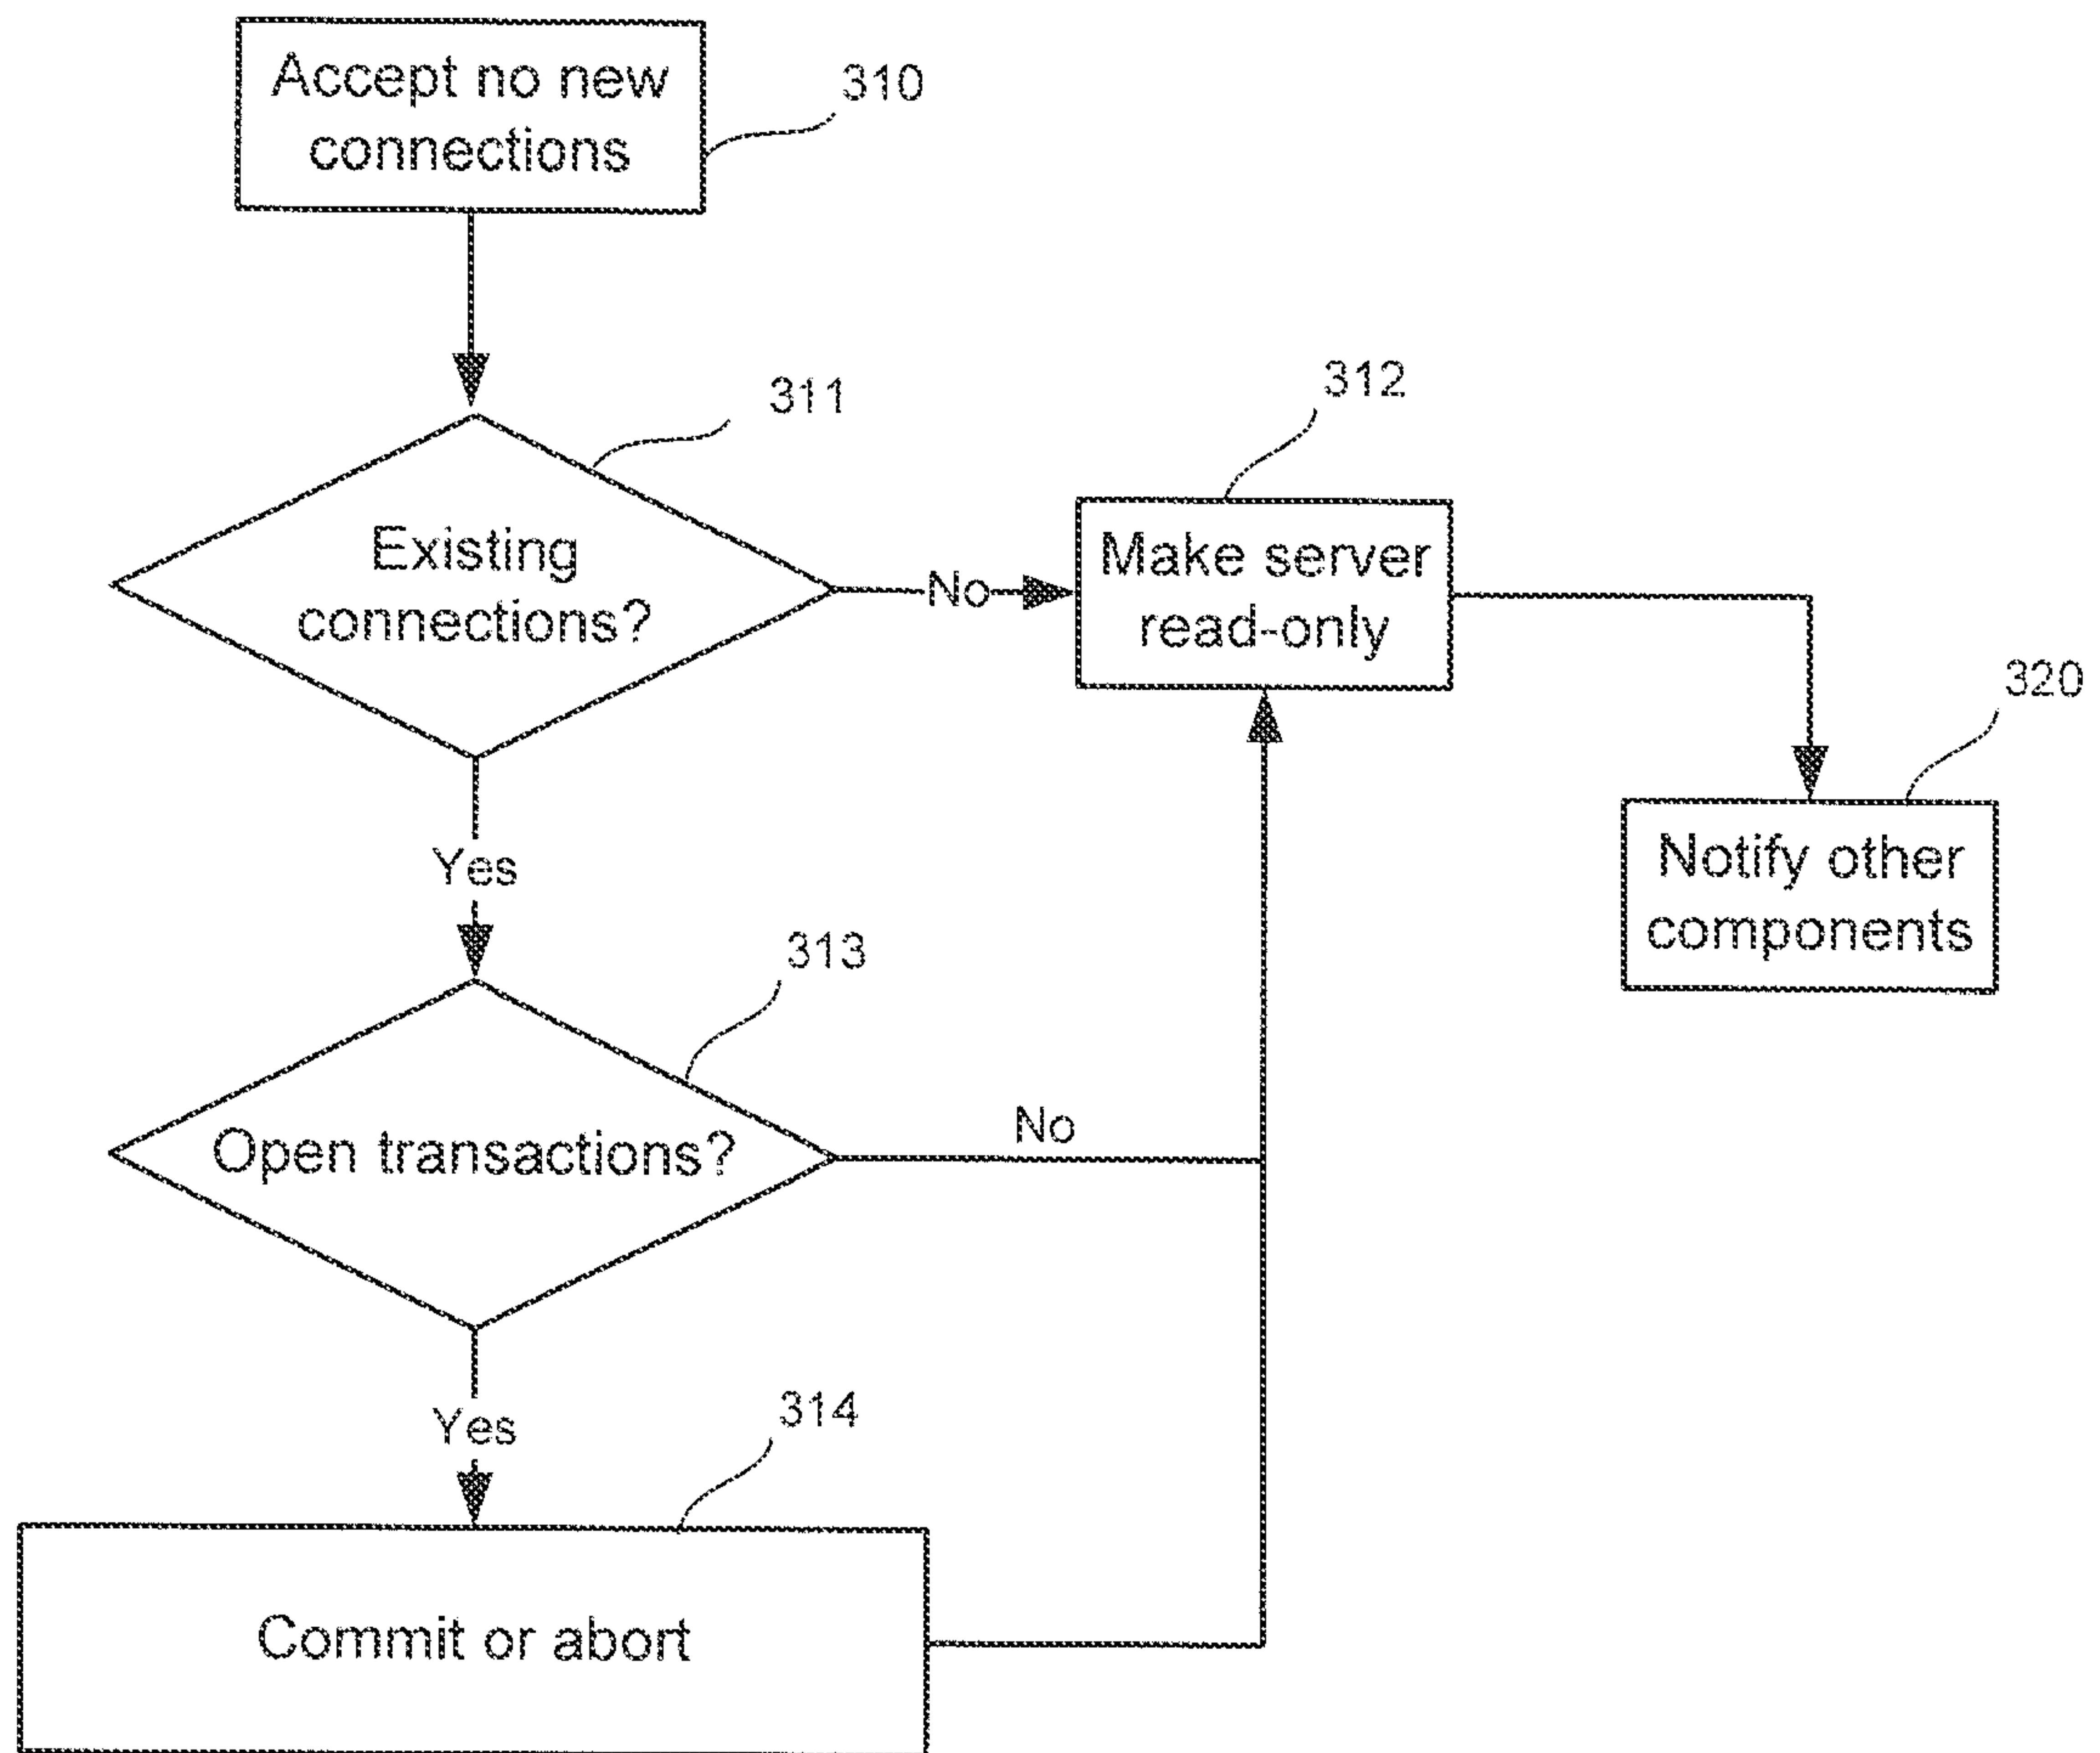 Accept no new
connections
310
311
Existing
connections?
No
312
Make server
read-only
320
Notify other
components
Yes
313
Open transactions?
No
Yes
314
Commit or abort